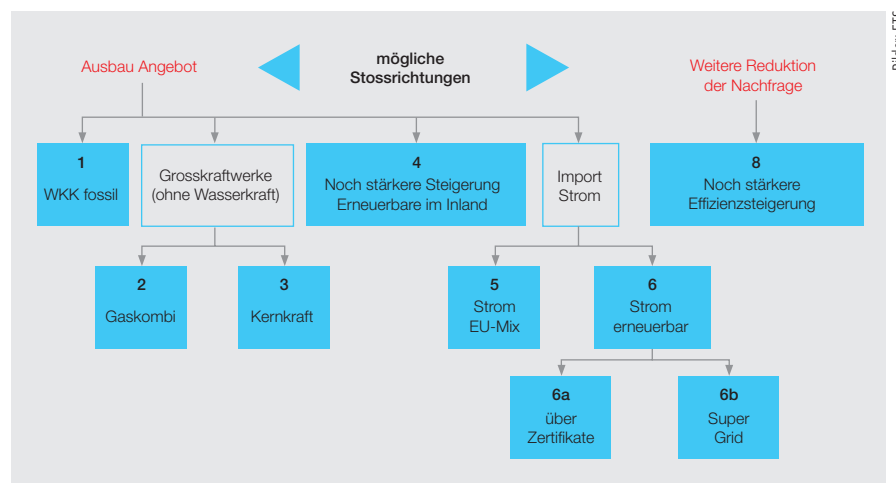 Ausbau Angebot
mögliche
Stossrichtungen
Weitere Reduktion
der Nachfrage
1
WKK fossil
Grosskraftwerke
(ohne Wasserkraft)
4
Noch stärkere Steigerung
Erneuerbare im Inland
Import
Strom
8
Noch stärkere
Effizienzsteigerung
2
Gaskombi
3
Kernkraft
5
Strom
EU-Mix
6
Strom
erneuerbar
6a
über
Zertifikate
6b
Super
Grid